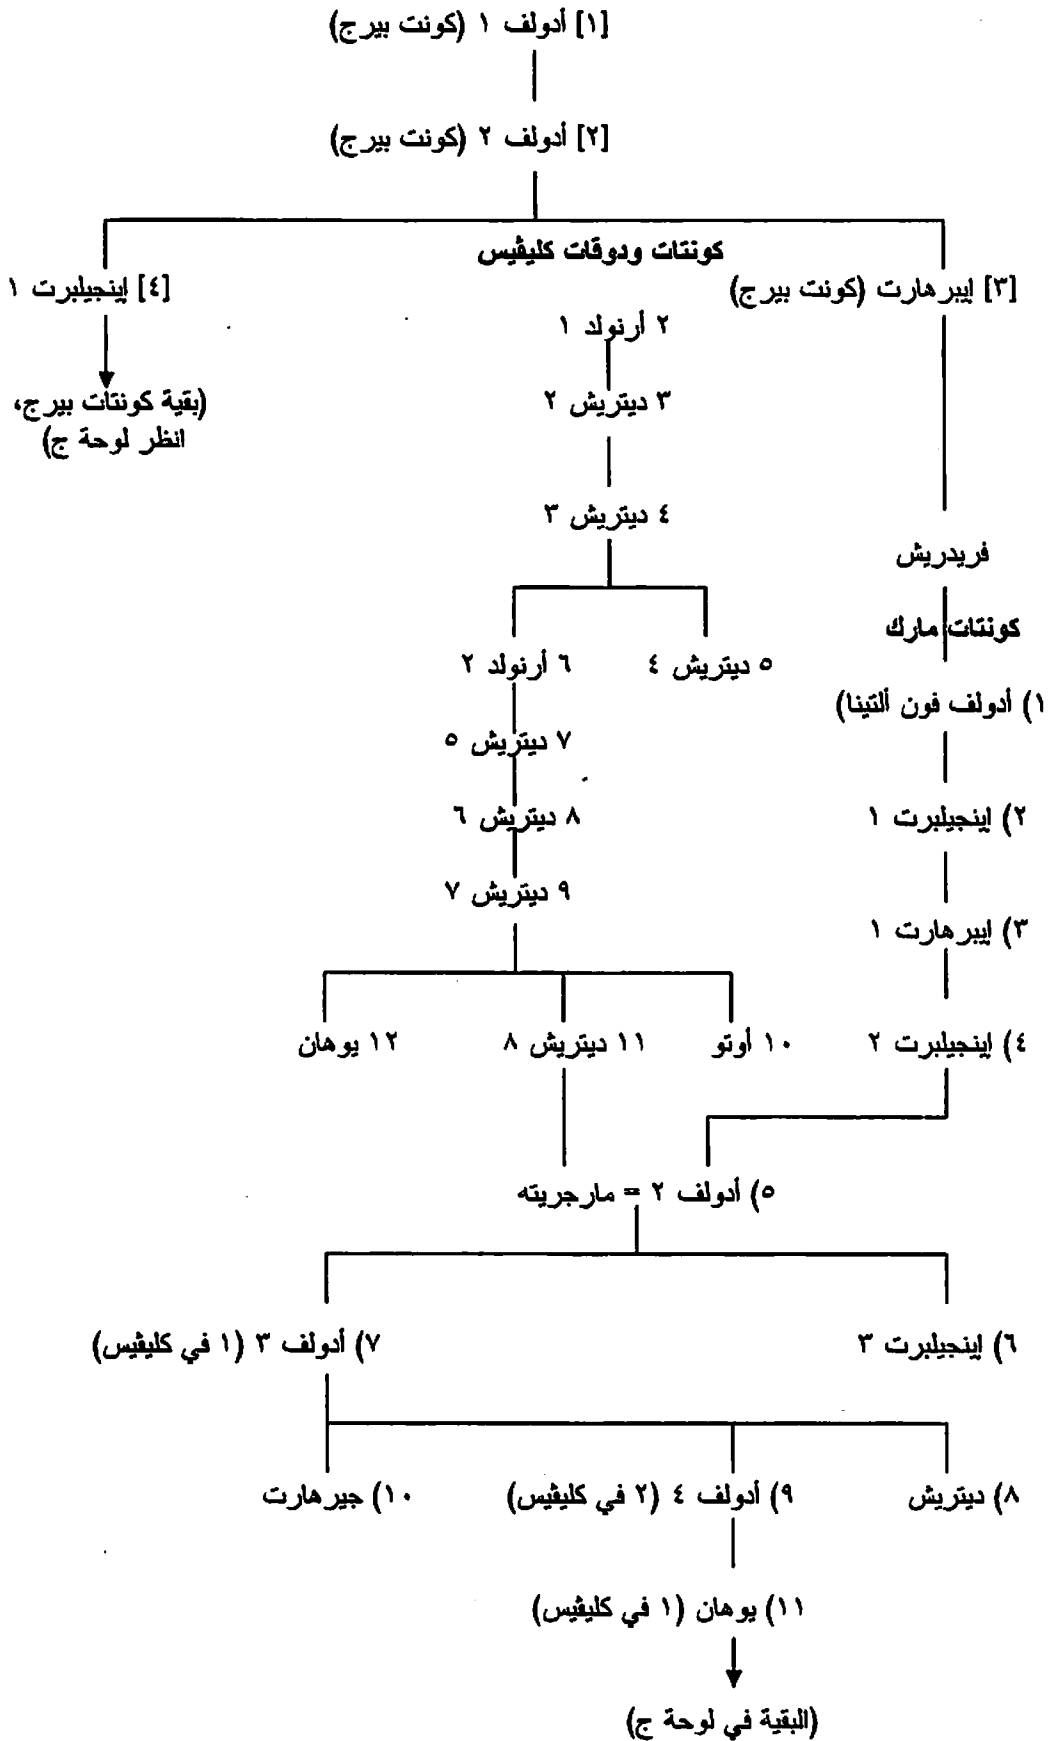 [١] أدولف ١ (كونت بيرج)
[٢] أدولف ٢ (كونت بيرج)
كونتات ودوقات كليڤيس
[٣] إيبرهارت (كونت بيرج)
[٤] إينجيلبرت ١
٢ أرنولد ١
(بقية كونتات بيرج،
انظر لوحة ج)
٣ ديتريش ٢
٤ ديتريش ٣
فريدريش
كونتات مارك
٥ ديتريش ٤
٦ أرنولد ٢
١) أدولف فون ألتينا)
٧ ديتريش ٥
٢) إينجيلبرت ١
٨ ديتريش ٦
٩ ديتريش ٧
٣) إيبرهارت ١
٤) إينجيلبرت ٢
١٠ أوتو
١١ ديتريش ٨
١٢ يوهان
٥) أدولف ٢ = مارجريته
٦) إينجيلبرت ٣
٧) أدولف ٣ (١ في كليڤيس)
٨) ديتريش
٩) أدولف ٤ (٢ في كليڤيس)
١٠) جيرهارت
١١) يوهان (١ في كليڤيس)
(البقية في لوحة ج)